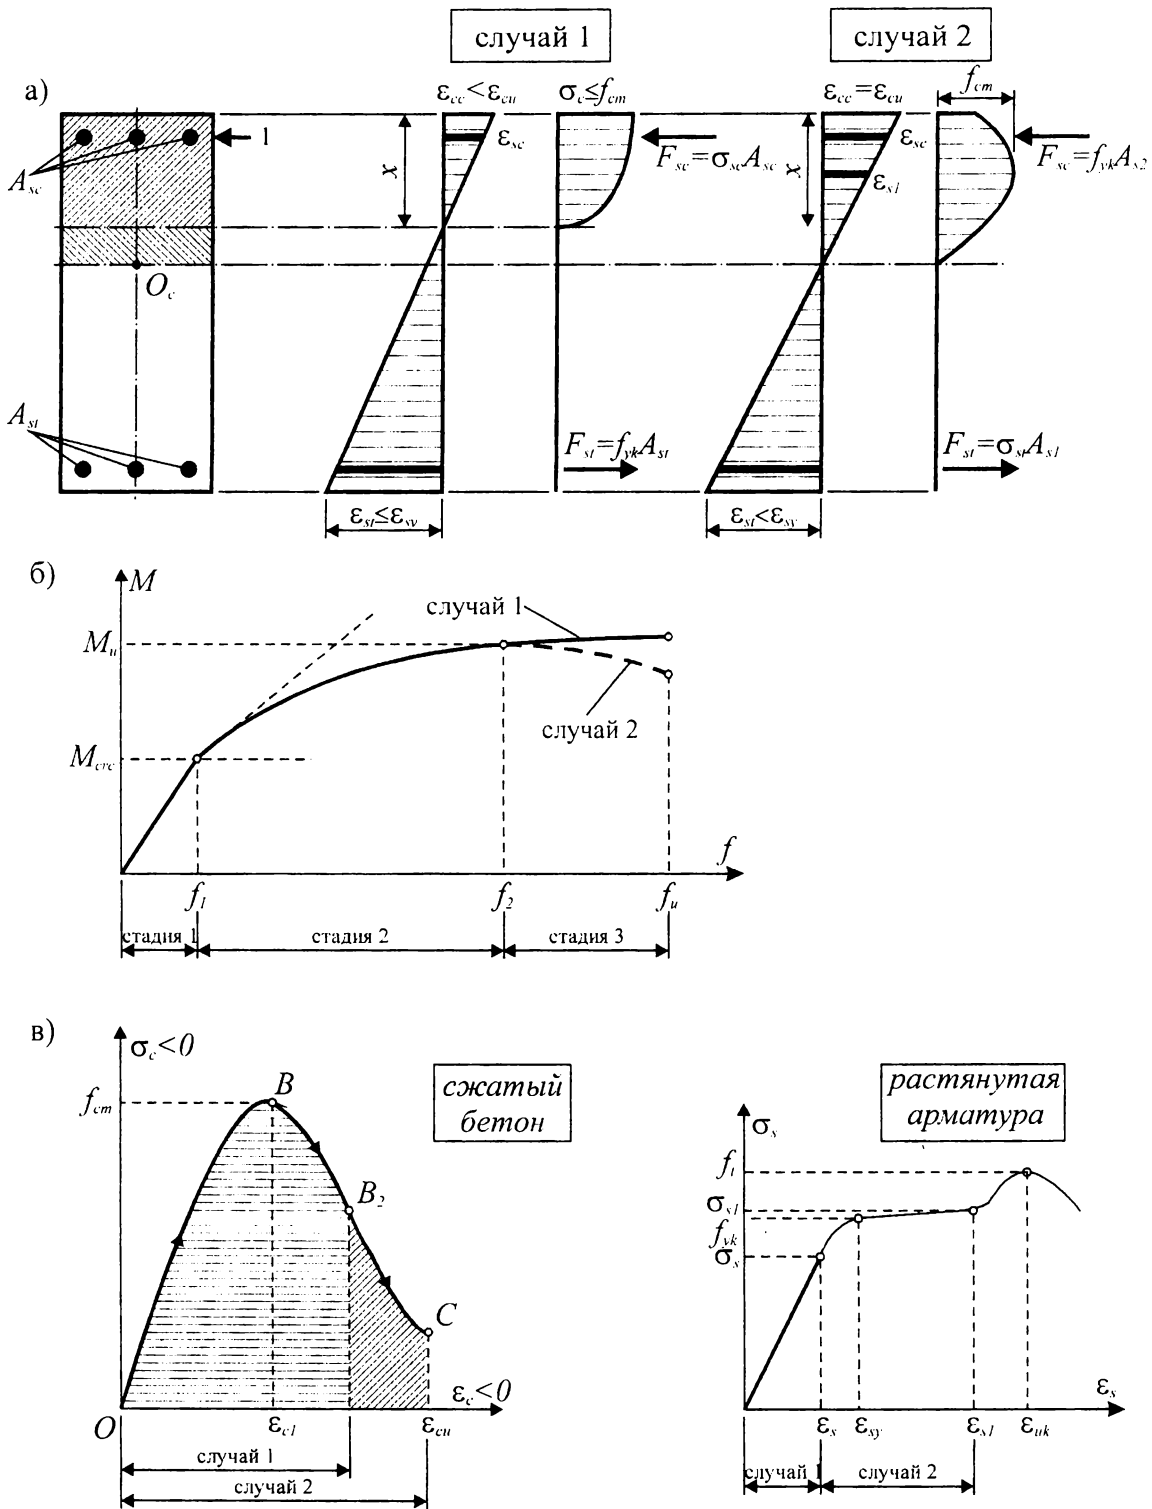 случай 1
случай 2
а)
ε_cc<ε_cu
σ_c≤f_cm
ε_cc=ε_cu
f_cm
1
A_sc
x
ε_sc
F_sc=σ_sc A_sc
x
ε_sc
ε_s1
F_sc=f_yk A_s2
O_c
A_st
F_st=f_yk A_st
F_st=σ_st A_s1
ε_st≤ε_sy
ε_st<ε_sy
б)
M
случай 1
M_u
случай 2
M_crc
f
f_1
f_2
f_u
стадия 1
стадия 2
стадия 3
в)
σ_c<0
сжатый
бетон
растянутая
арматура
f_cm
B
σ_s
f_t
B_2
σ_s1
f_yk
σ_s
C
ε_c<0
ε_s
O
ε_c1
ε_cu
ε_s
ε_sy
ε_s1
ε_uk
случай 1
случай 2
случай 1
случай 2